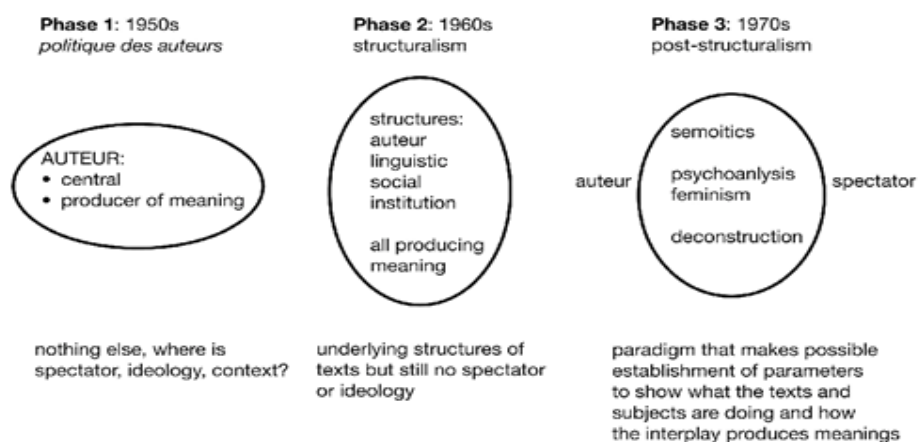 Phase 1: 1950s
politique des auteurs
AUTEUR:
• central
• producer of meaning
nothing else, where is
spectator, ideology, context?
Phase 2: 1960s
structuralism
structures:
auteur
linguistic
social
institution
all producing
meaning
underlying structures of
texts but still no spectator
or ideology
Phase 3: 1970s
post-structuralism
auteur
semoitics
psychoanlysis
feminism
deconstruction
spectator
paradigm that makes possible
establishment of parameters
to show what the texts and
subjects are doing and how
the interplay produces meanings